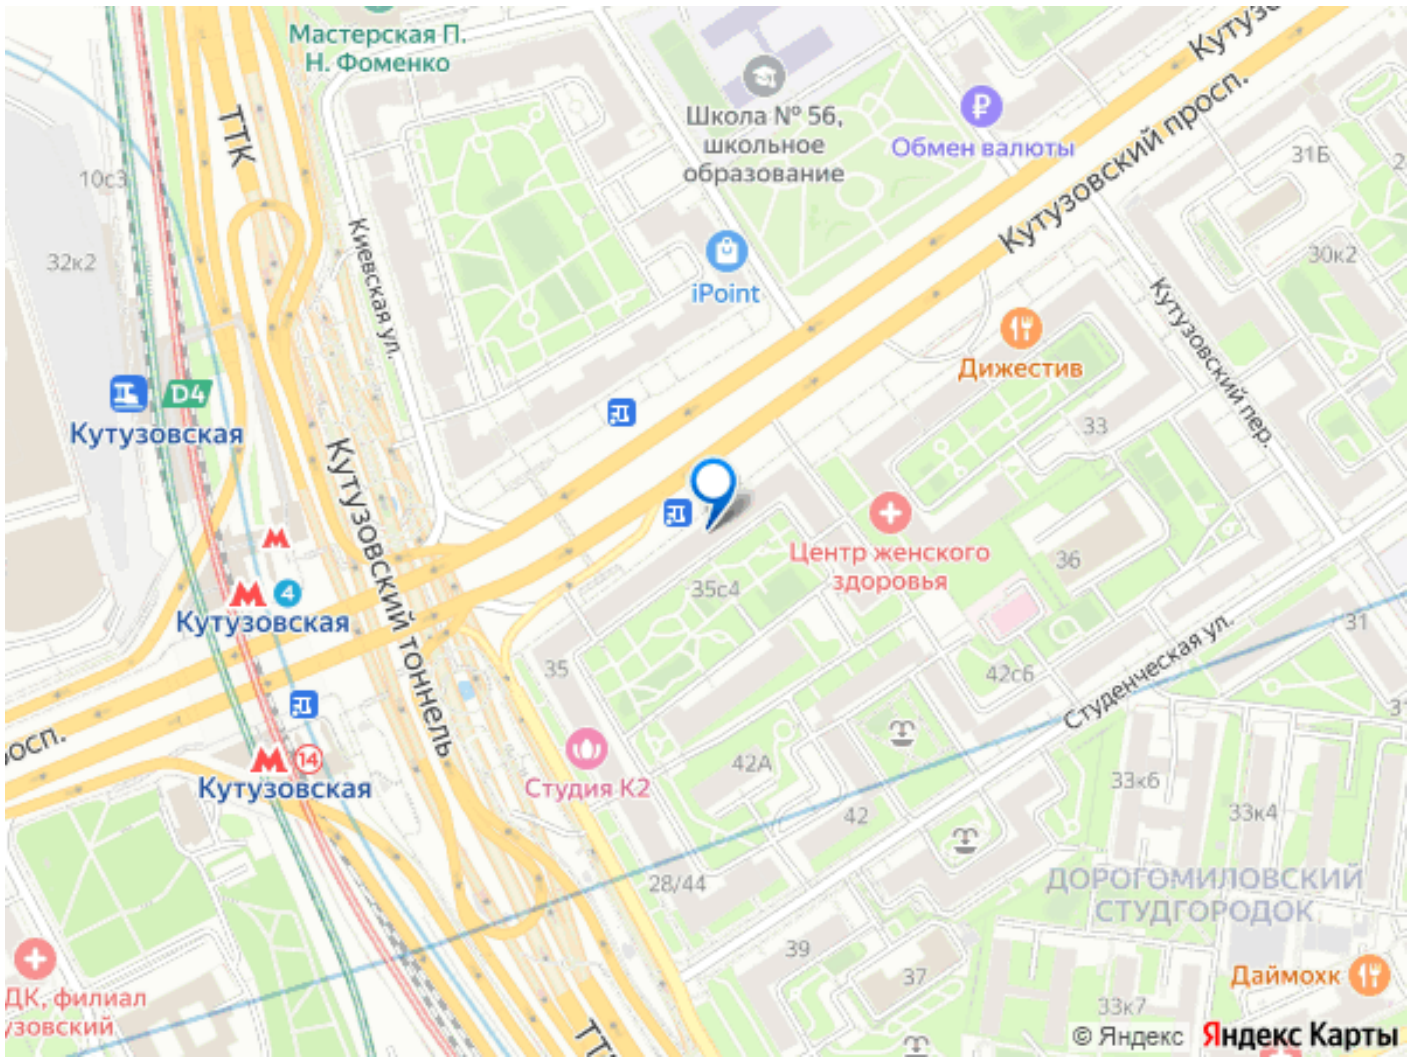 Мастерская П.
Н. Фоменко
ТТК
10с3
32к2
Киевская ул.
Школа № 56,
школьное
образование
Обмен валюты
Кутузовский просп.
31Б
30к2
iPoint
Дижестив
Кутузовский пер.
33
D4
Кутузовская
Кутузовский тоннель
Центр женского
здоровья
36
35с4
4
Кутузовская
35
42с6
31
Студенческая ул.
просп.
14
Кутузовская
Студия К2
42А
42
33к6
33к4
28/44
ДОРОГОМИЛОВСКИЙ
СТУДГОРОДОК
39
37
Даймохк
33к7
ДК, филиал
узовский
ТТК
© Яндекс Яндекс Карты